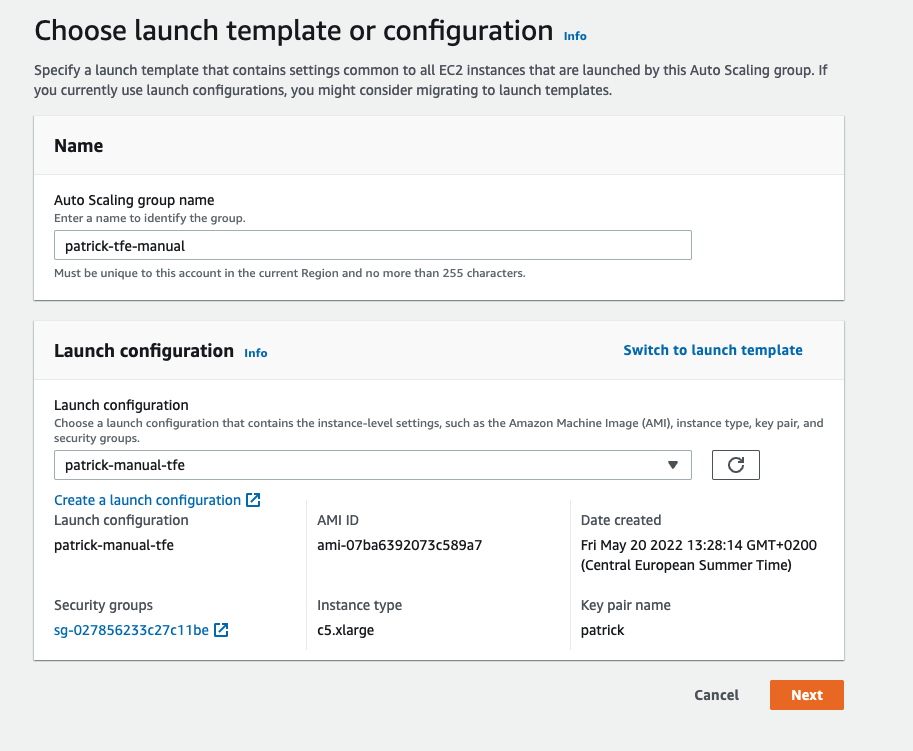 Choose launch template or configuration Info
Specify a launch template that contains settings common to all EC2 instances that are launched by this Auto Scaling group. If
you currently use launch configurations, you might consider migrating to launch templates.
Name
Auto Scaling group name
Enter a name to identify the group.
patrick-tfe-manual
Must be unique to this account in the current Region and no more than 255 characters.
Launch configuration Info
Switch to launch template
Launch configuration
Choose a launch configuration that contains the instance-level settings, such as the Amazon Machine Image (AMI), instance type, key pair, and
security groups.
patrick-manual-tfe
Create a launch configuration
Launch configuration
patrick-manual-tfe
AMI ID
ami-07ba6392073c589a7
Date created
Fri May 20 2022 13:28:14 GMT+0200
(Central European Summer Time)
Security groups
sg-027856233c27c11be
Instance type
c5.xlarge
Key pair name
patrick
Cancel
Next